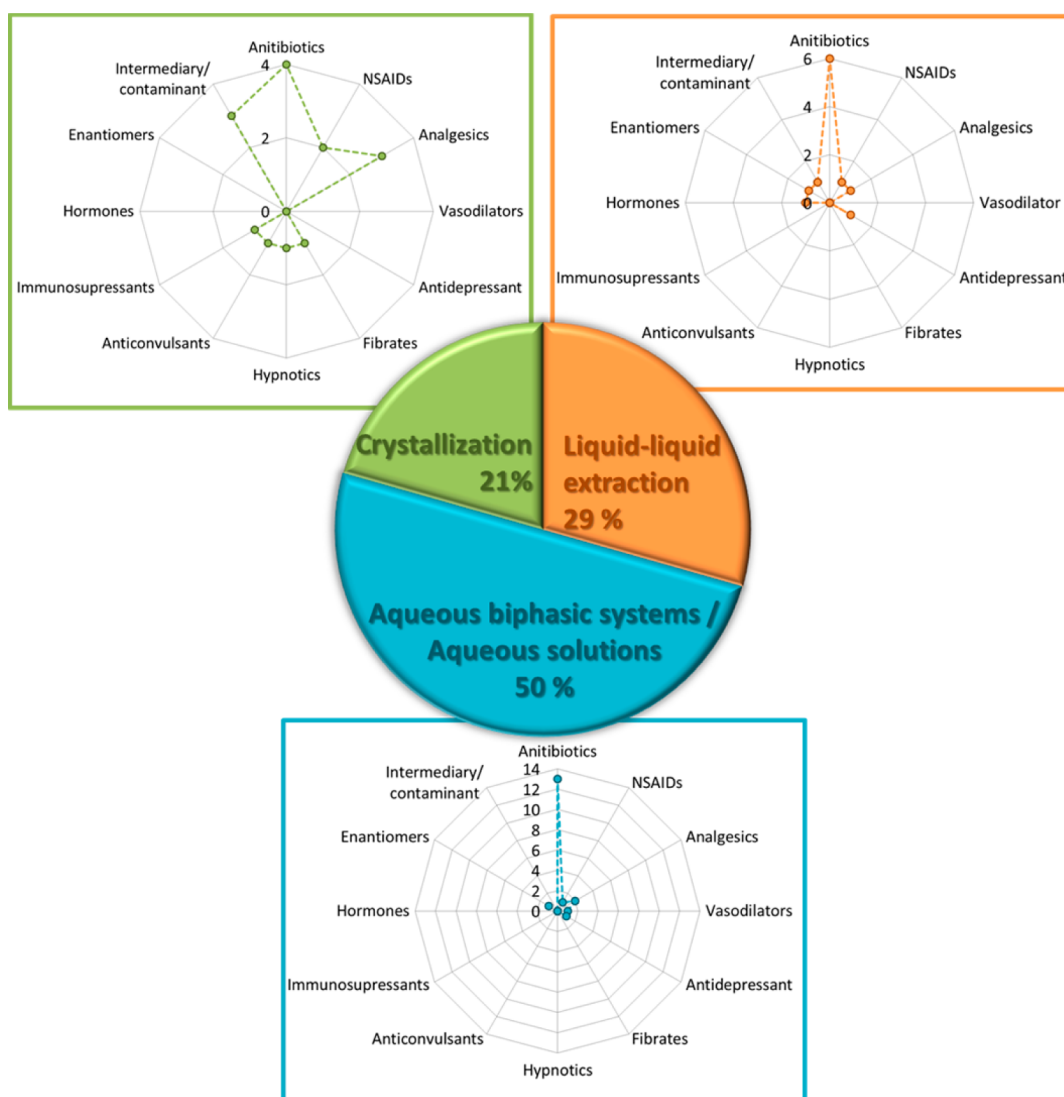 Anitibiotics
4
Intermediary/
contaminant
NSAIDs
Enantiomers
2
Analgesics
Hormones
0
Vasodilators
Immunosupressants
Antidepressant
Anticonvulsants
Fibrates
Hypnotics
Anitibiotics
6
Intermediary/
contaminant
NSAIDs
4
Enantiomers
Analgesics
2
Hormones
0
Vasodilator
Immunosupressants
Antidepressant
Anticonvulsants
Fibrates
Hypnotics
Crystallization
21%
Liquid-liquid
extraction
29 %
Aqueous biphasic systems /
Aqueous solutions
50 %
Anitibiotics
14
Intermediary/
contaminant
12
NSAIDs
10
Enantiomers
8
Analgesics
6
4
2
Hormones
0
Vasodilators
Immunosupressants
Antidepressant
Anticonvulsants
Fibrates
Hypnotics